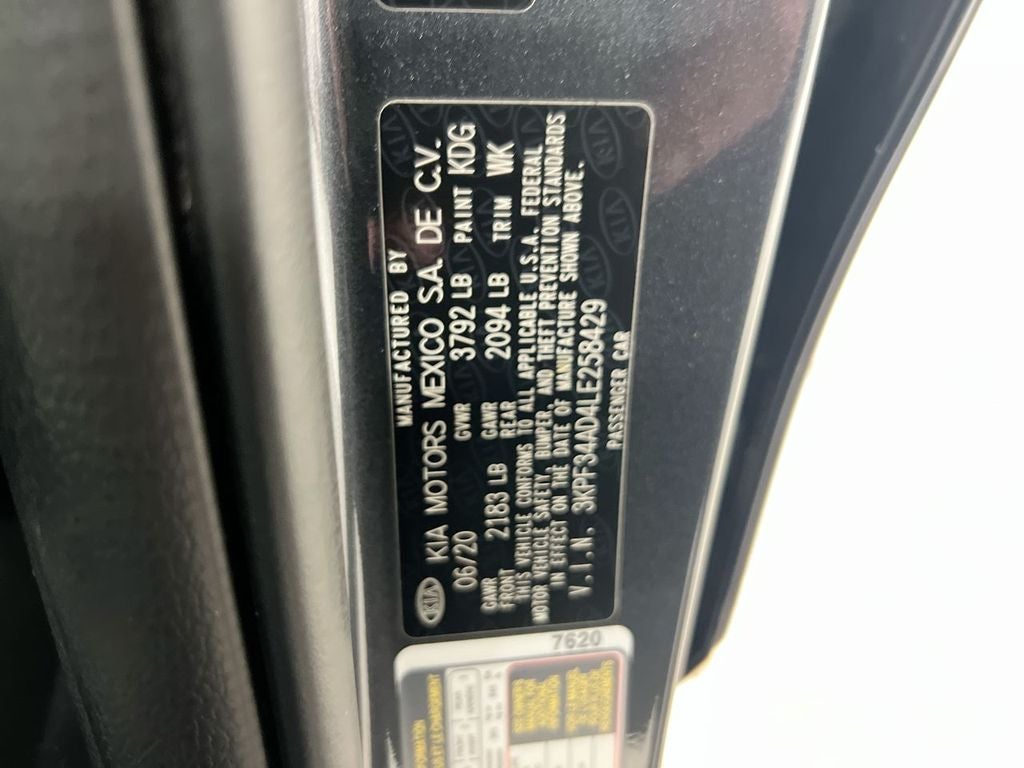 MANUFACTURED BY
KIA KIA MOTORS MEXICO S.A. DE C.V.
06/20 GVWR 3792 LB PAINT KDG
GAWR FRONT 2183 LB GAWR REAR 2094 LB TRIM WK
THIS VEHICLE CONFORMS TO ALL APPLICABLE U.S.A. FEDERAL
MOTOR VEHICLE SAFETY, BUMPER, AND THEFT PREVENTION STANDARDS
IN EFFECT ON THE DATE OF MANUFACTURE SHOWN ABOVE.
V.I.N. 3KPF34AD4LE258429
PASSENGER CAR
7620